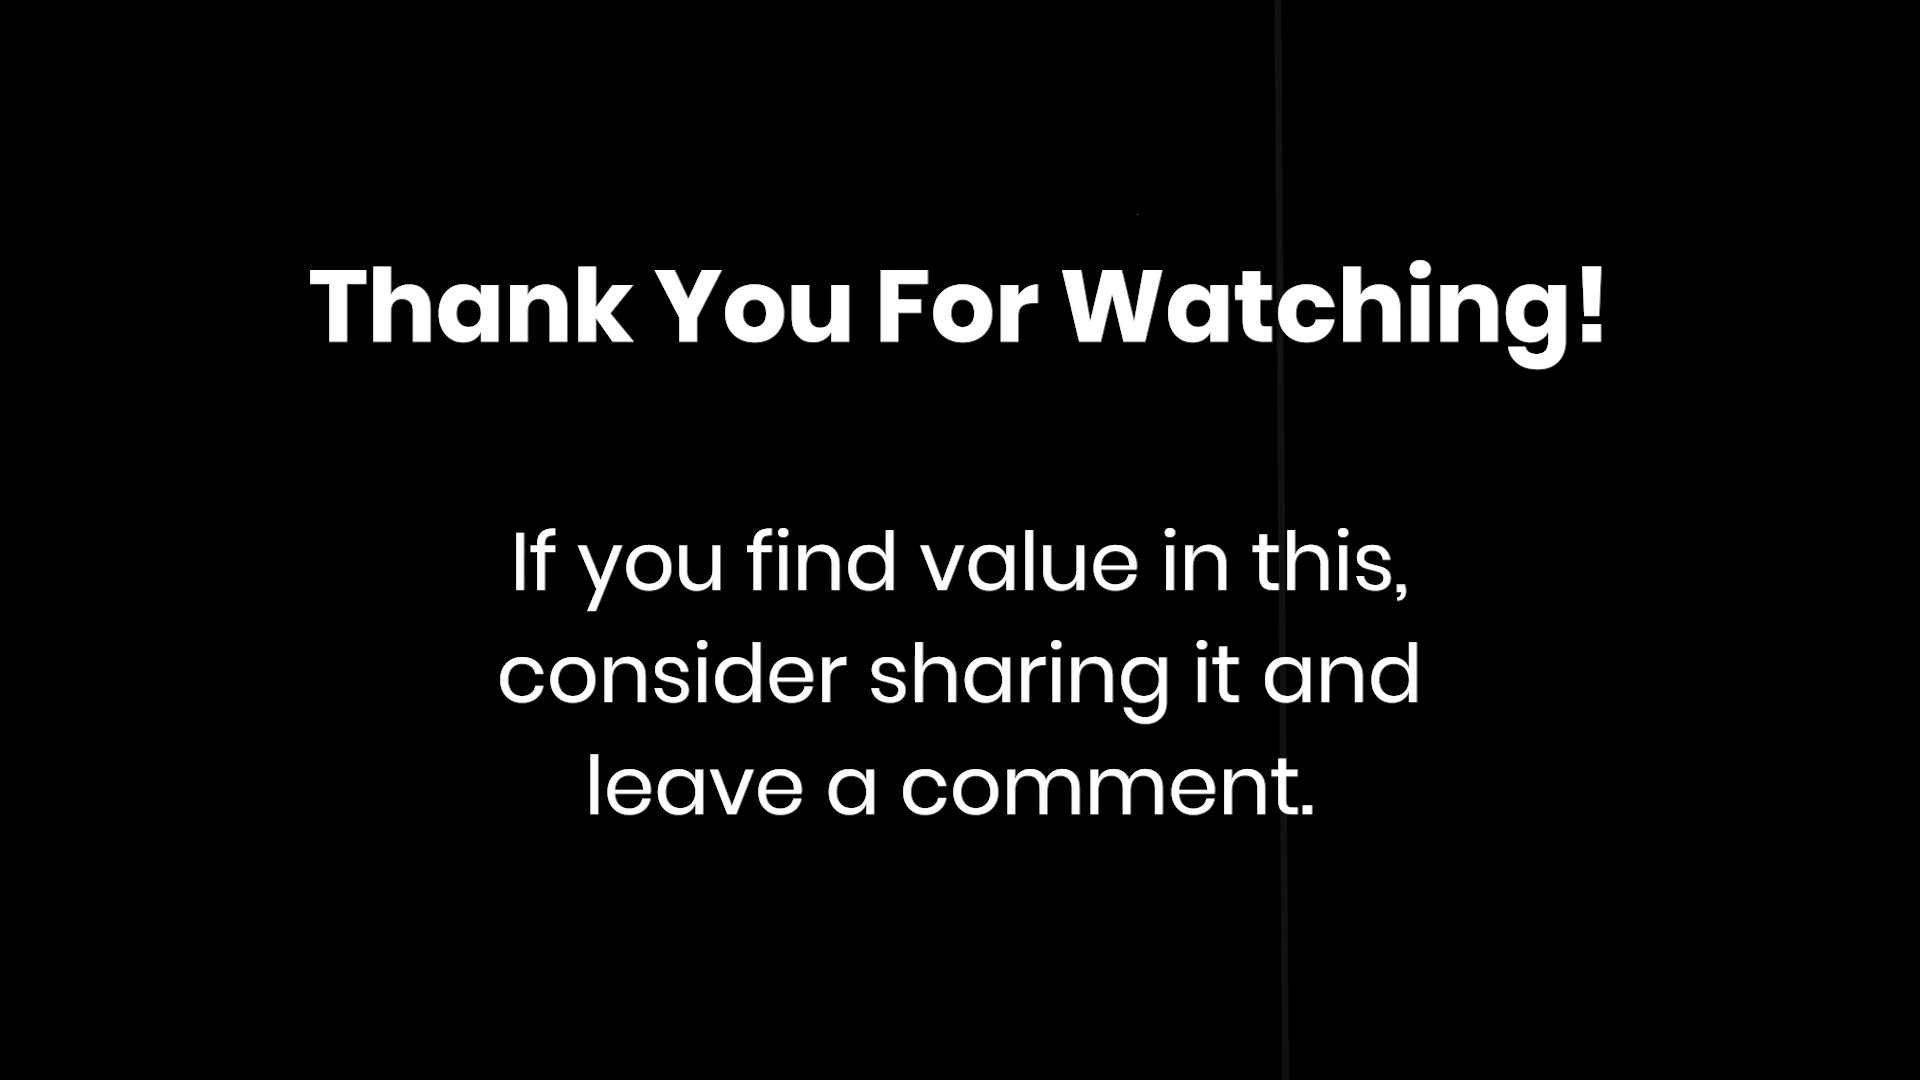 Thank You For Watching!
If you find value in this,
consider sharing it and
leave a comment.